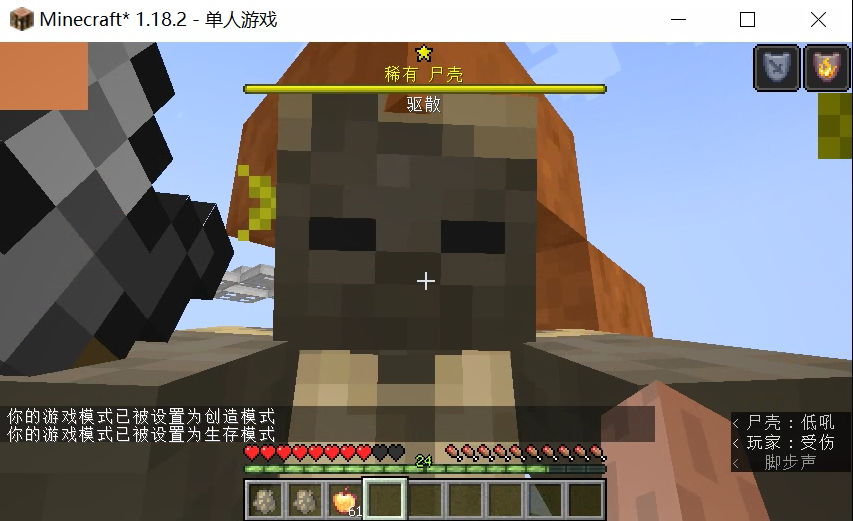 Minecraft* 1.18.2 - 单人游戏
稀有 尸壳
驱散
你的游戏模式已被设置为创造模式
你的游戏模式已被设置为生存模式
< 尸壳：低吼
< 玩家：受伤
< 脚步声
24
61